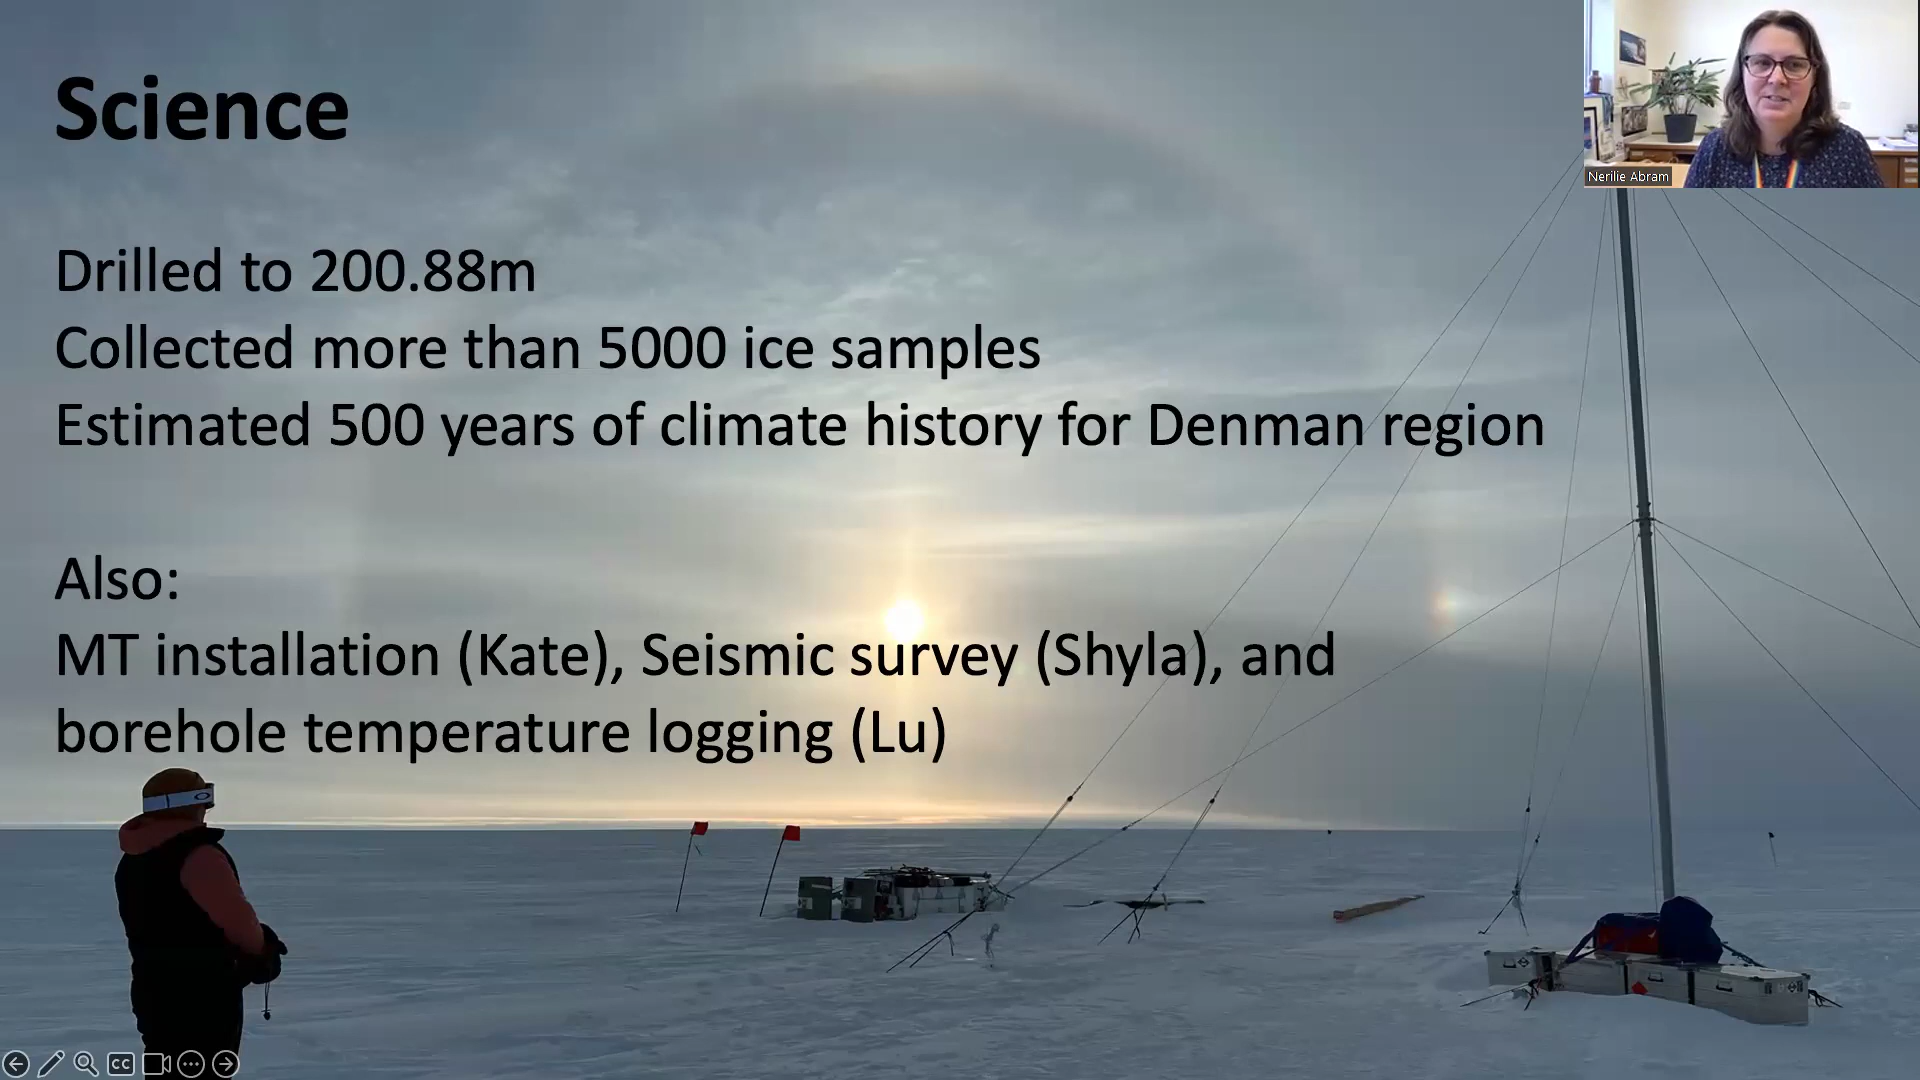 Science
Drilled to 200.88m
Collected more than 5000 ice samples
Estimated 500 years of climate history for Denman region
Also:
MT installation (Kate), Seismic survey (Shyla), and
borehole temperature logging (Lu)
Nerilie Abram
CC